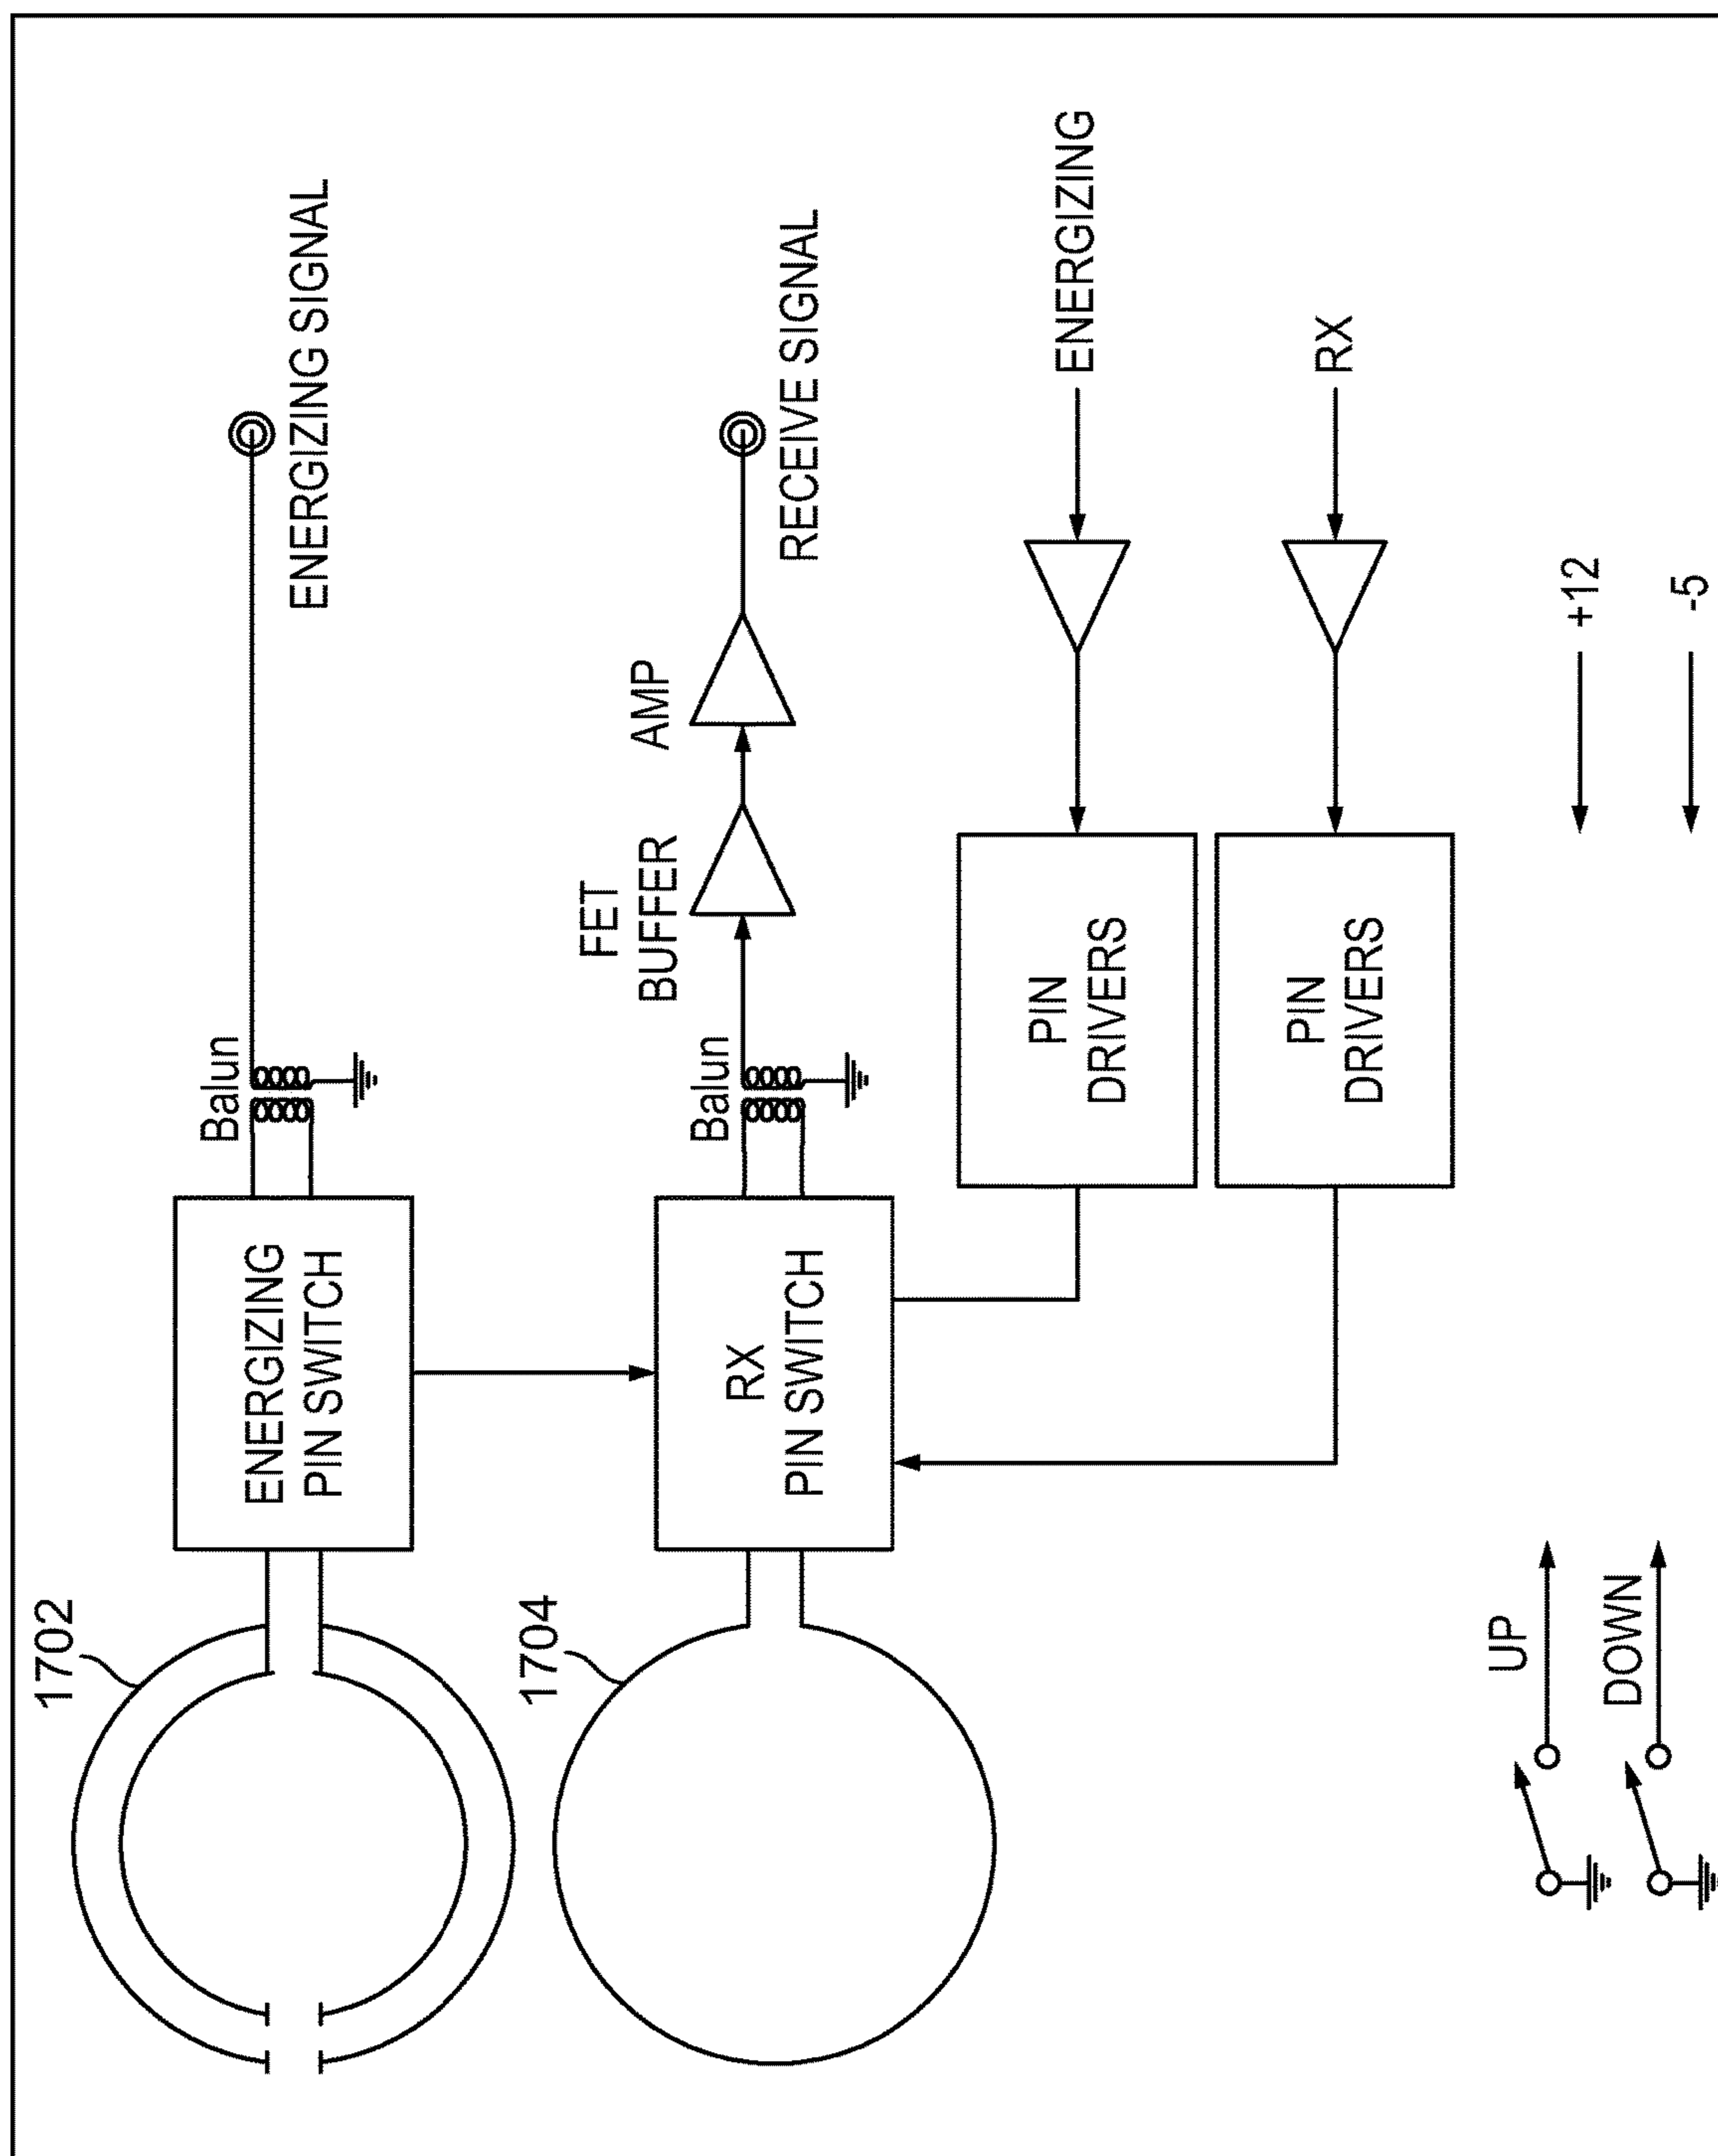 1702
ENERGIZING
PIN SWITCH
Balun
ENERGIZING SIGNAL
1704
RX
PIN SWITCH
Balun
FET
BUFFER
AMP
RECEIVE SIGNAL
PIN
DRIVERS
ENERGIZING
PIN
DRIVERS
RX
UP
DOWN
+12
-5